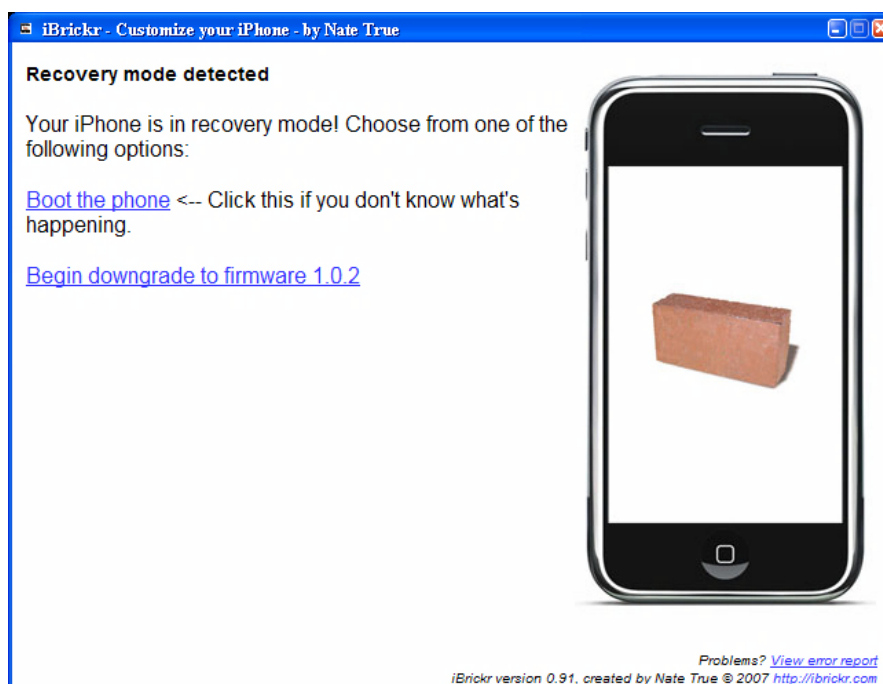 iBrickr - Customize your iPhone - by Nate True
Recovery mode detected
Your iPhone is in recovery mode! Choose from one of the
following options:
Boot the phone <-- Click this if you don't know what's
happening.
Begin downgrade to firmware 1.0.2
Problems? View error report
iBrickr version 0.91, created by Nate True © 2007 http://ibrickr.com